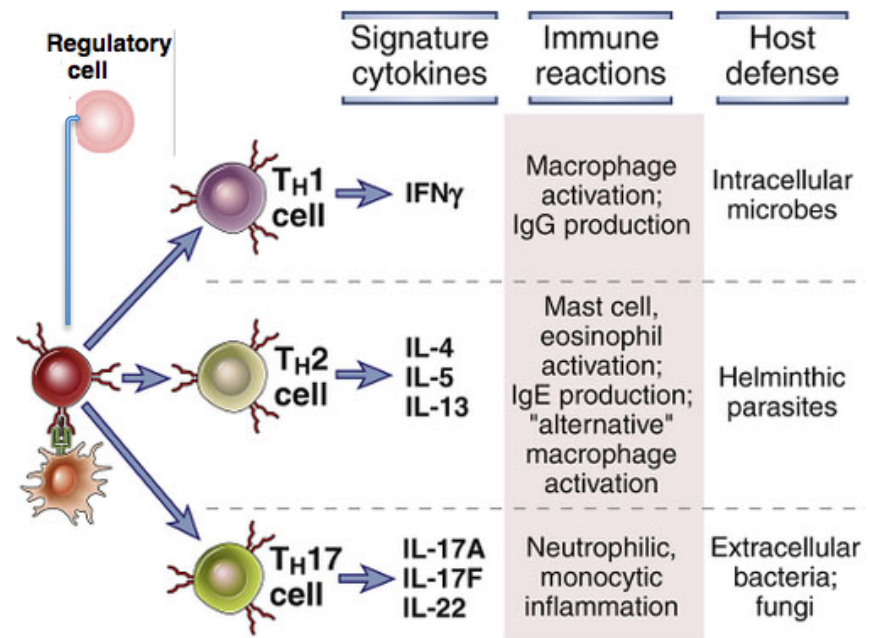 Regulatory
cell
Signature
cytokines
Immune
reactions
Host
defense
TH1
cell
IFNγ
Macrophage
activation;
IgG production
Intracellular
microbes
TH2
cell
IL-4
IL-5
IL-13
Mast cell,
eosinophil
activation;
IgE production;
"alternative"
macrophage
activation
Helminthic
parasites
TH17
cell
IL-17A
IL-17F
IL-22
Neutrophilic,
monocytic
inflammation
Extracellular
bacteria;
fungi